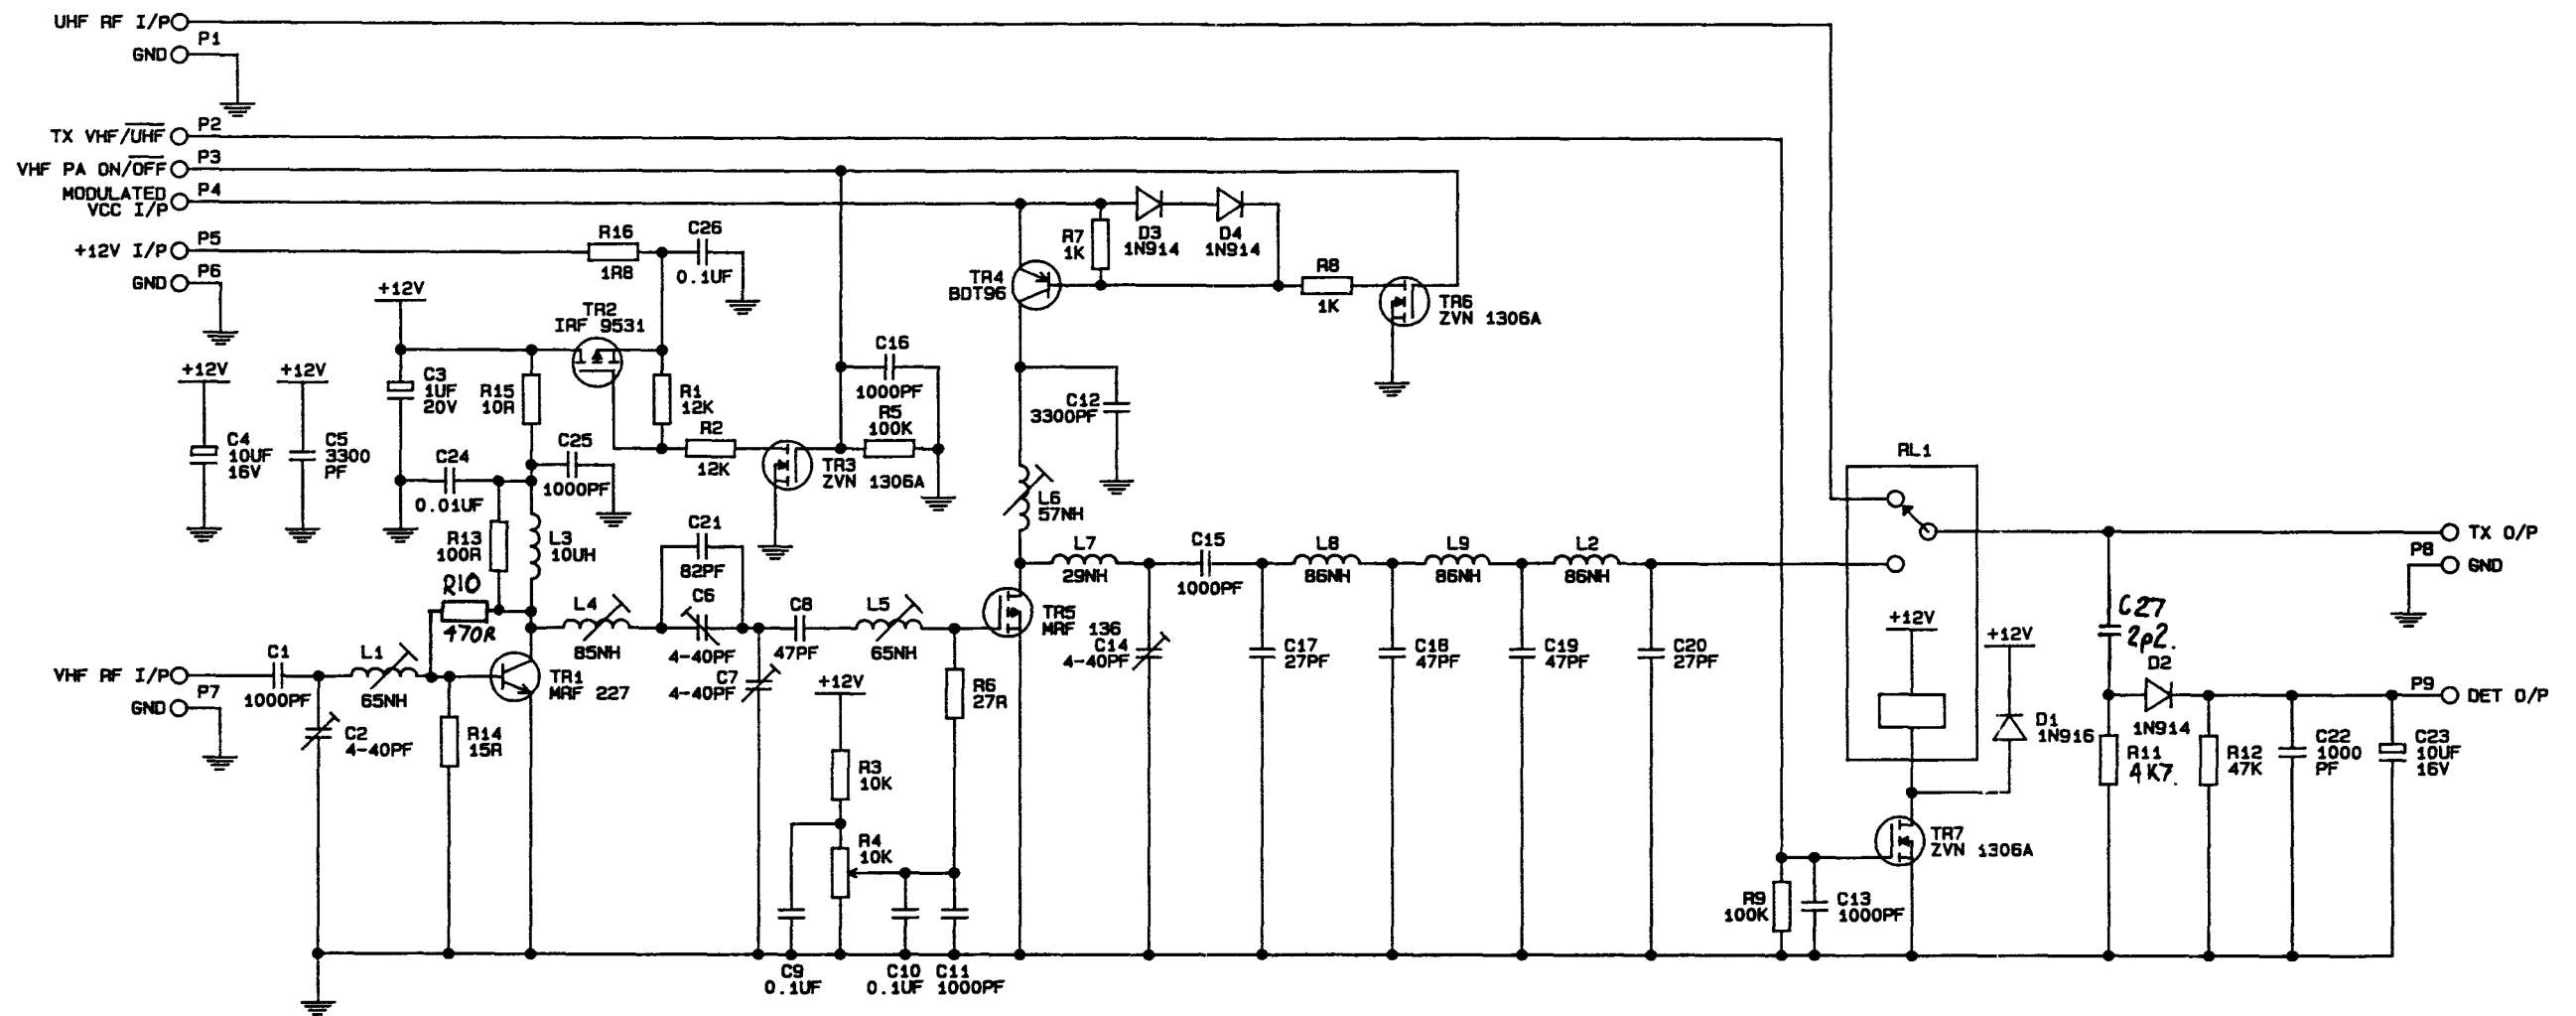 UHF RF I/P
P1
GND
TX VHF/UHF
P2
VHF PA ON/OFF
P3
MODULATED
VCC I/P
P4
+12V I/P
P5
P6
GND
R16
1R8
C26
0.1UF
R7
1K
D3
1N914
D4
1N914
TR4
BDT96
R8
1K
TR6
ZVN 1306A
+12V
TR2
IRF 9531
+12V
+12V
C3
1UF
20V
R15
10R
R1
12K
C16
1000PF
R5
100K
C12
3300PF
C4
10UF
16V
C5
3300
PF
C24
0.01UF
C25
1000PF
R2
12K
TR3
ZVN 1306A
L6
57NH
RL1
R13
100R
L3
10UH
C21
82PF
L7
29NH
C15
1000PF
L8
86NH
L9
86NH
L2
86NH
TX O/P
P8
GND
R10
470R
L4
85NH
C6
4-40PF
C8
47PF
L5
65NH
TR5
MRF 136
C14
4-40PF
C17
27PF
C18
47PF
C19
47PF
C20
27PF
+12V
+12V
C27
2p2.
VHF RF I/P
P7
GND
C1
1000PF
L1
65NH
TR1
MRF 227
C7
4-40PF
+12V
R6
27R
D2
1N914
P9
DET O/P
C2
4-40PF
R14
15R
R3
10K
D1
1N916
R11
4K7.
R12
47K
C22
1000
PF
C23
10UF
16V
R4
10K
TR7
ZVN 1306A
R9
100K
C13
1000PF
C9
0.1UF
C10
0.1UF
C11
1000PF